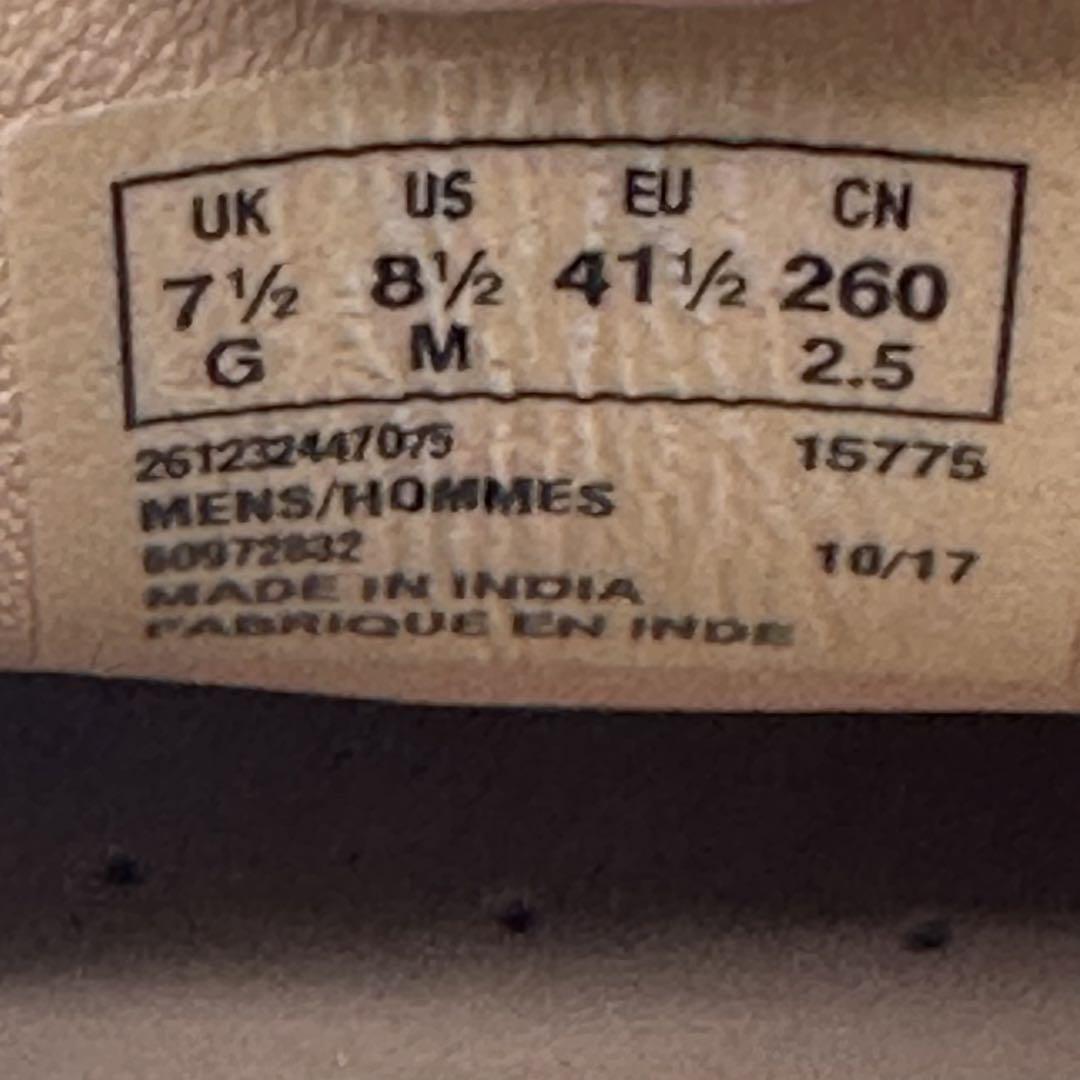 UK US EU CN
7½ 8½ 41½ 260
G M 2.5
261232447075 15775
MENS/HOMMES
10/17
MADE IN INDIA
FABRIQUE EN INDE